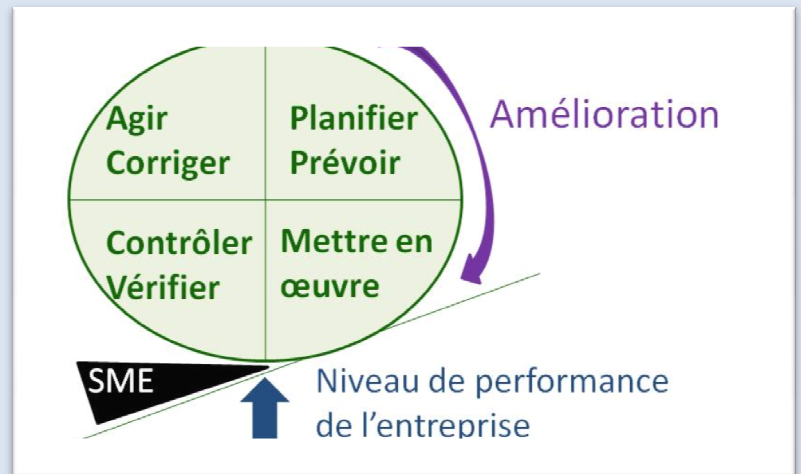 Agir
Corriger
Planifier
Prévoir
Amélioration
Contrôler
Vérifier
Mettre en
œuvre
SME
Niveau de performance
de l'entreprise